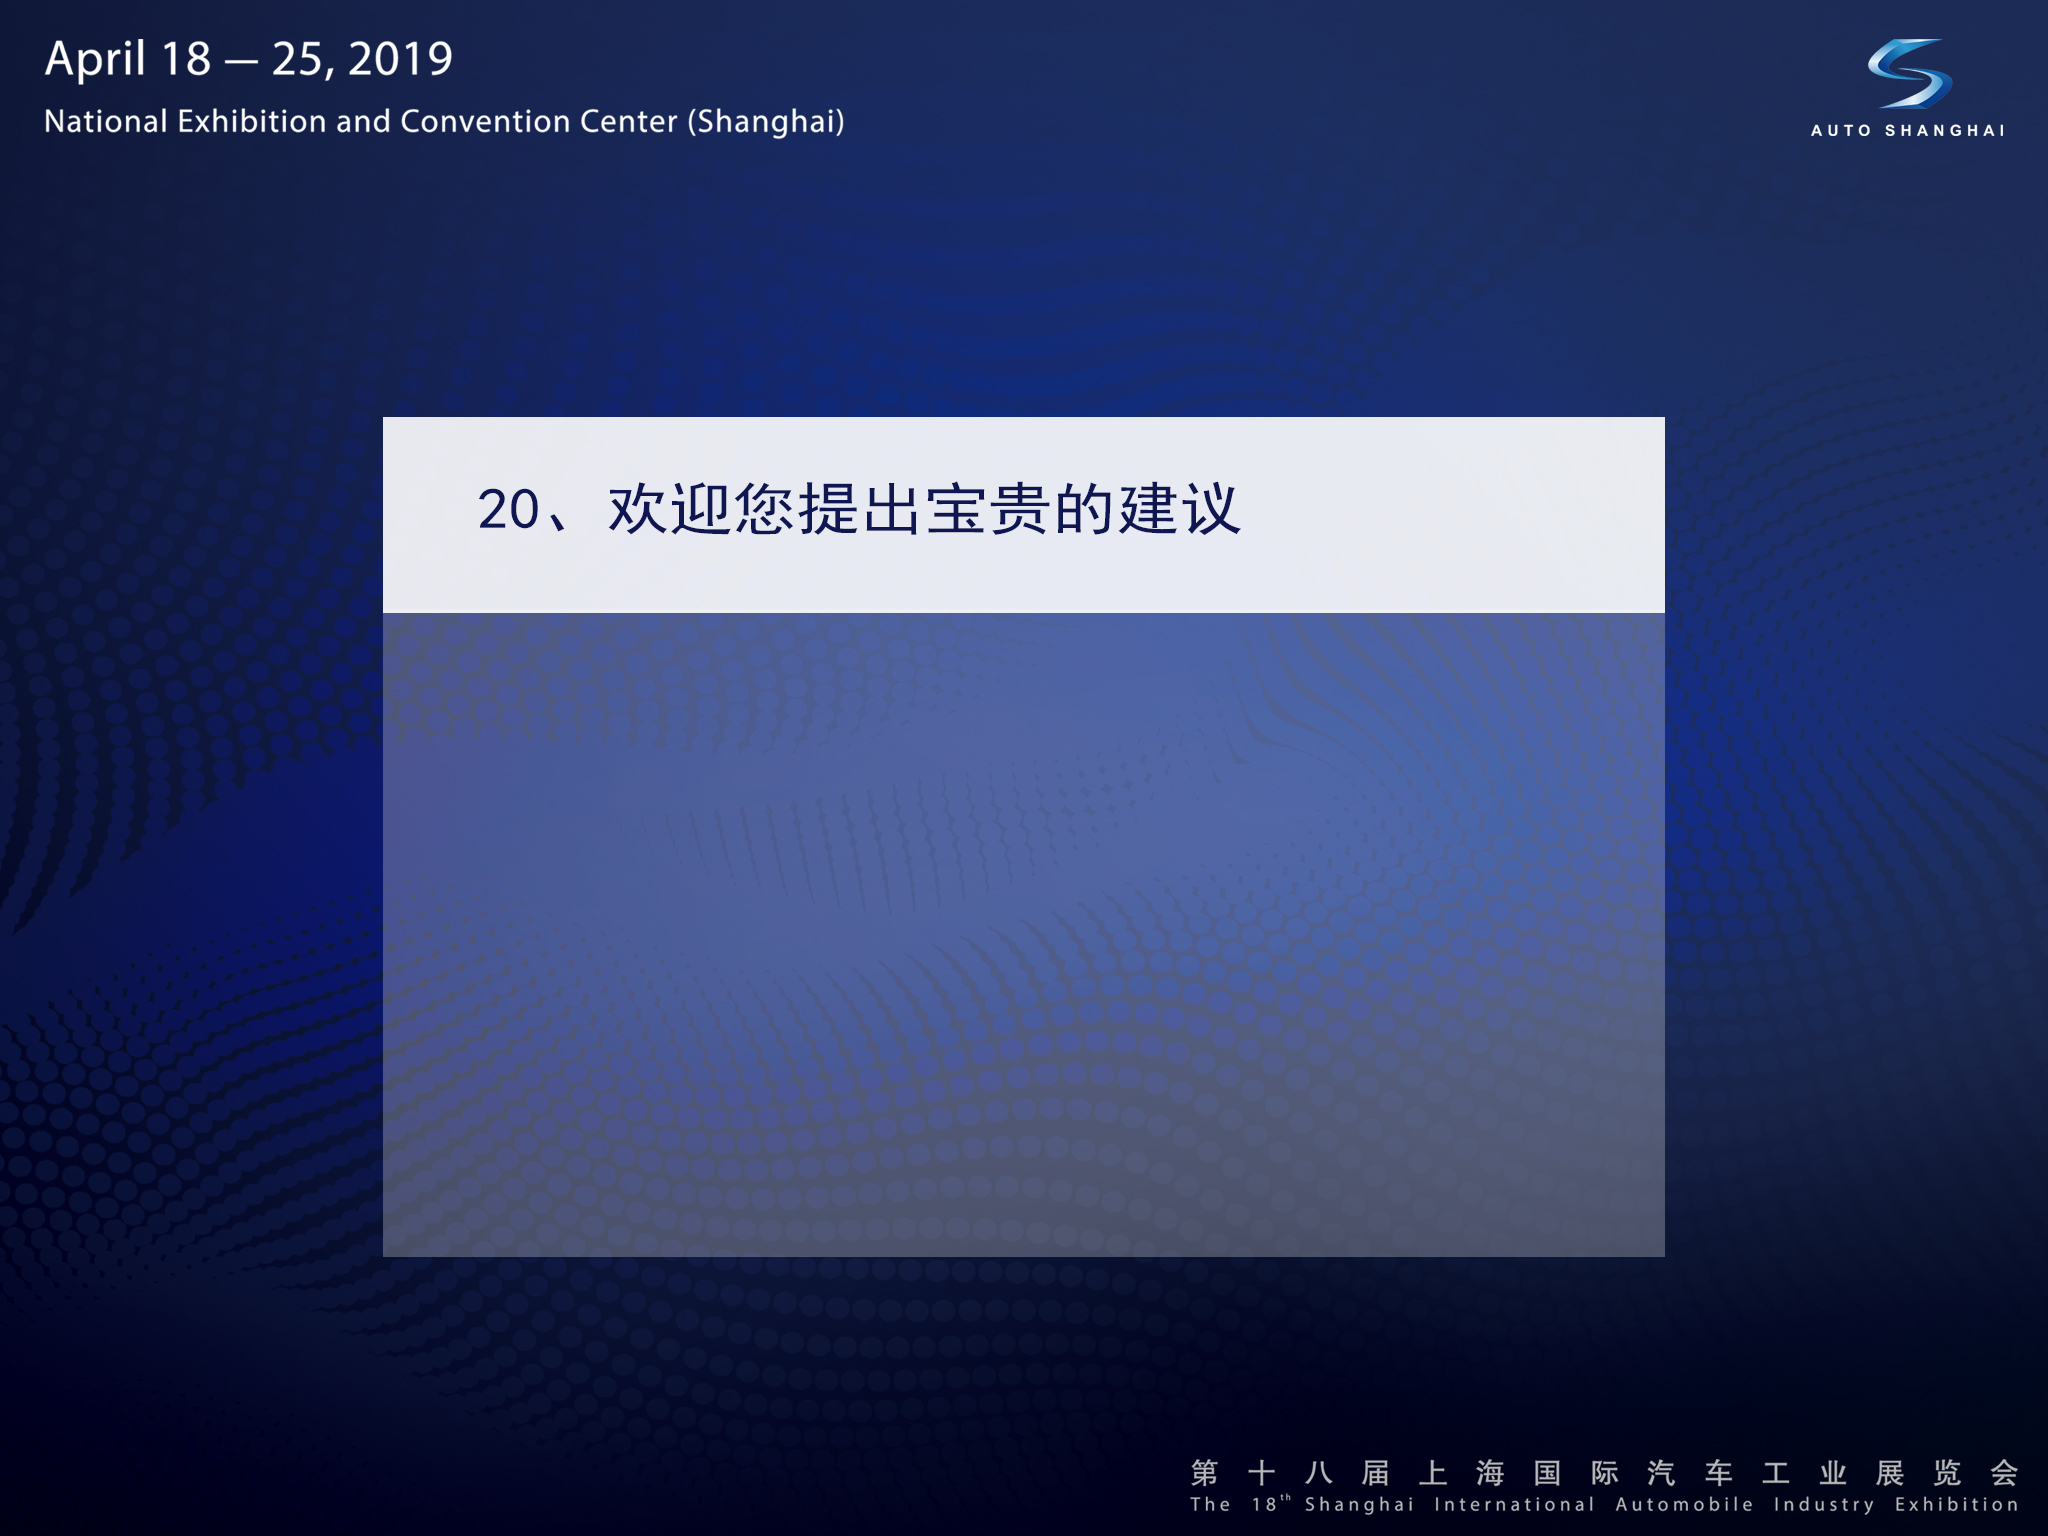 April 18 — 25, 2019
National Exhibition and Convention Center (Shanghai)
AUTO SHANGHAI
20、欢迎您提出宝贵的建议
第十八届上海国际汽车工业展览会
The 18th Shanghai International Automobile Industry Exhibition